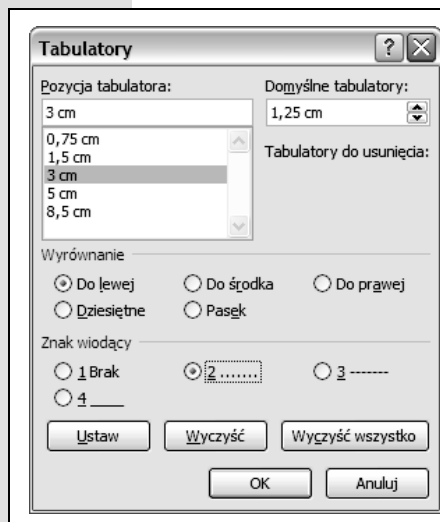 Tabulatory
Pozycja tabulatora:
Domyślne tabulatory:
3 cm
1,25 cm
0,75 cm
1,5 cm
3 cm
5 cm
8,5 cm
Tabulatory do usunięcia:
Wyrównanie
Do lewej
Do środka
Do prawej
Dziesiętne
Pasek
Znak wiodący
1 Brak
2 .......
3 -------
4 ____
Ustaw
Wyczyść
Wyczyść wszystko
OK
Anuluj